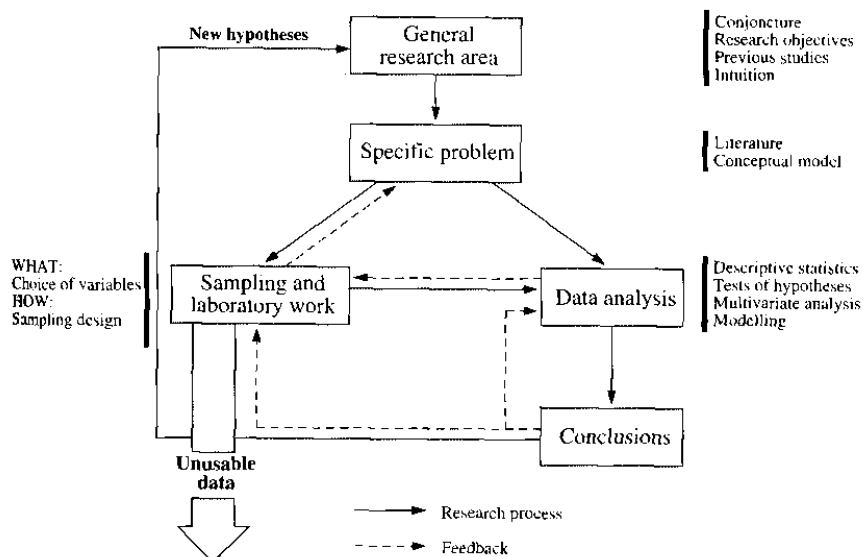 New hypotheses
General
research area
Conjoncture
Research objectives
Previous studies
Intuition
Specific problem
Literature
Conceptual model
WHAT:
Choice of variables
HOW:
Sampling design
Sampling and
laboratory work
Data analysis
Descriptive statistics
Tests of hypotheses
Multivariate analysis
Modelling
Conclusions
Unusable
data
Research process
Feedback